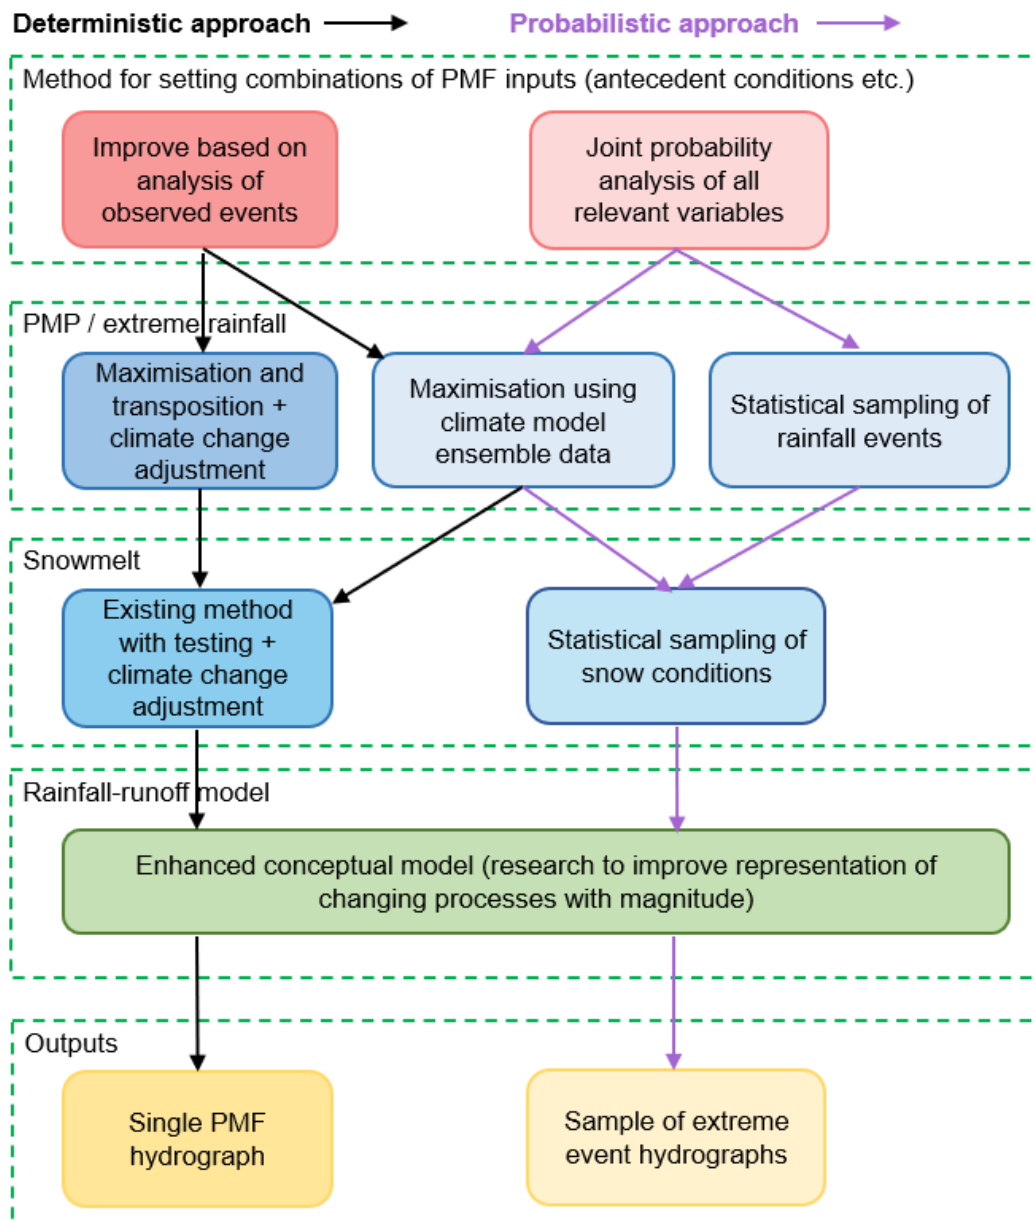 Deterministic approach
Probabilistic approach
Method for setting combinations of PMF inputs (antecedent conditions etc.)
Improve based on
analysis of
observed events
Joint probability
analysis of all
relevant variables
PMP / extreme rainfall
Maximisation and
transposition +
climate change
adjustment
Maximisation using
climate model
ensemble data
Statistical sampling of
rainfall events
Snowmelt
Existing method
with testing +
climate change
adjustment
Statistical sampling of
snow conditions
Rainfall-runoff model
Enhanced conceptual model (research to improve representation of
changing processes with magnitude)
Outputs
Single PMF
hydrograph
Sample of extreme
event hydrographs